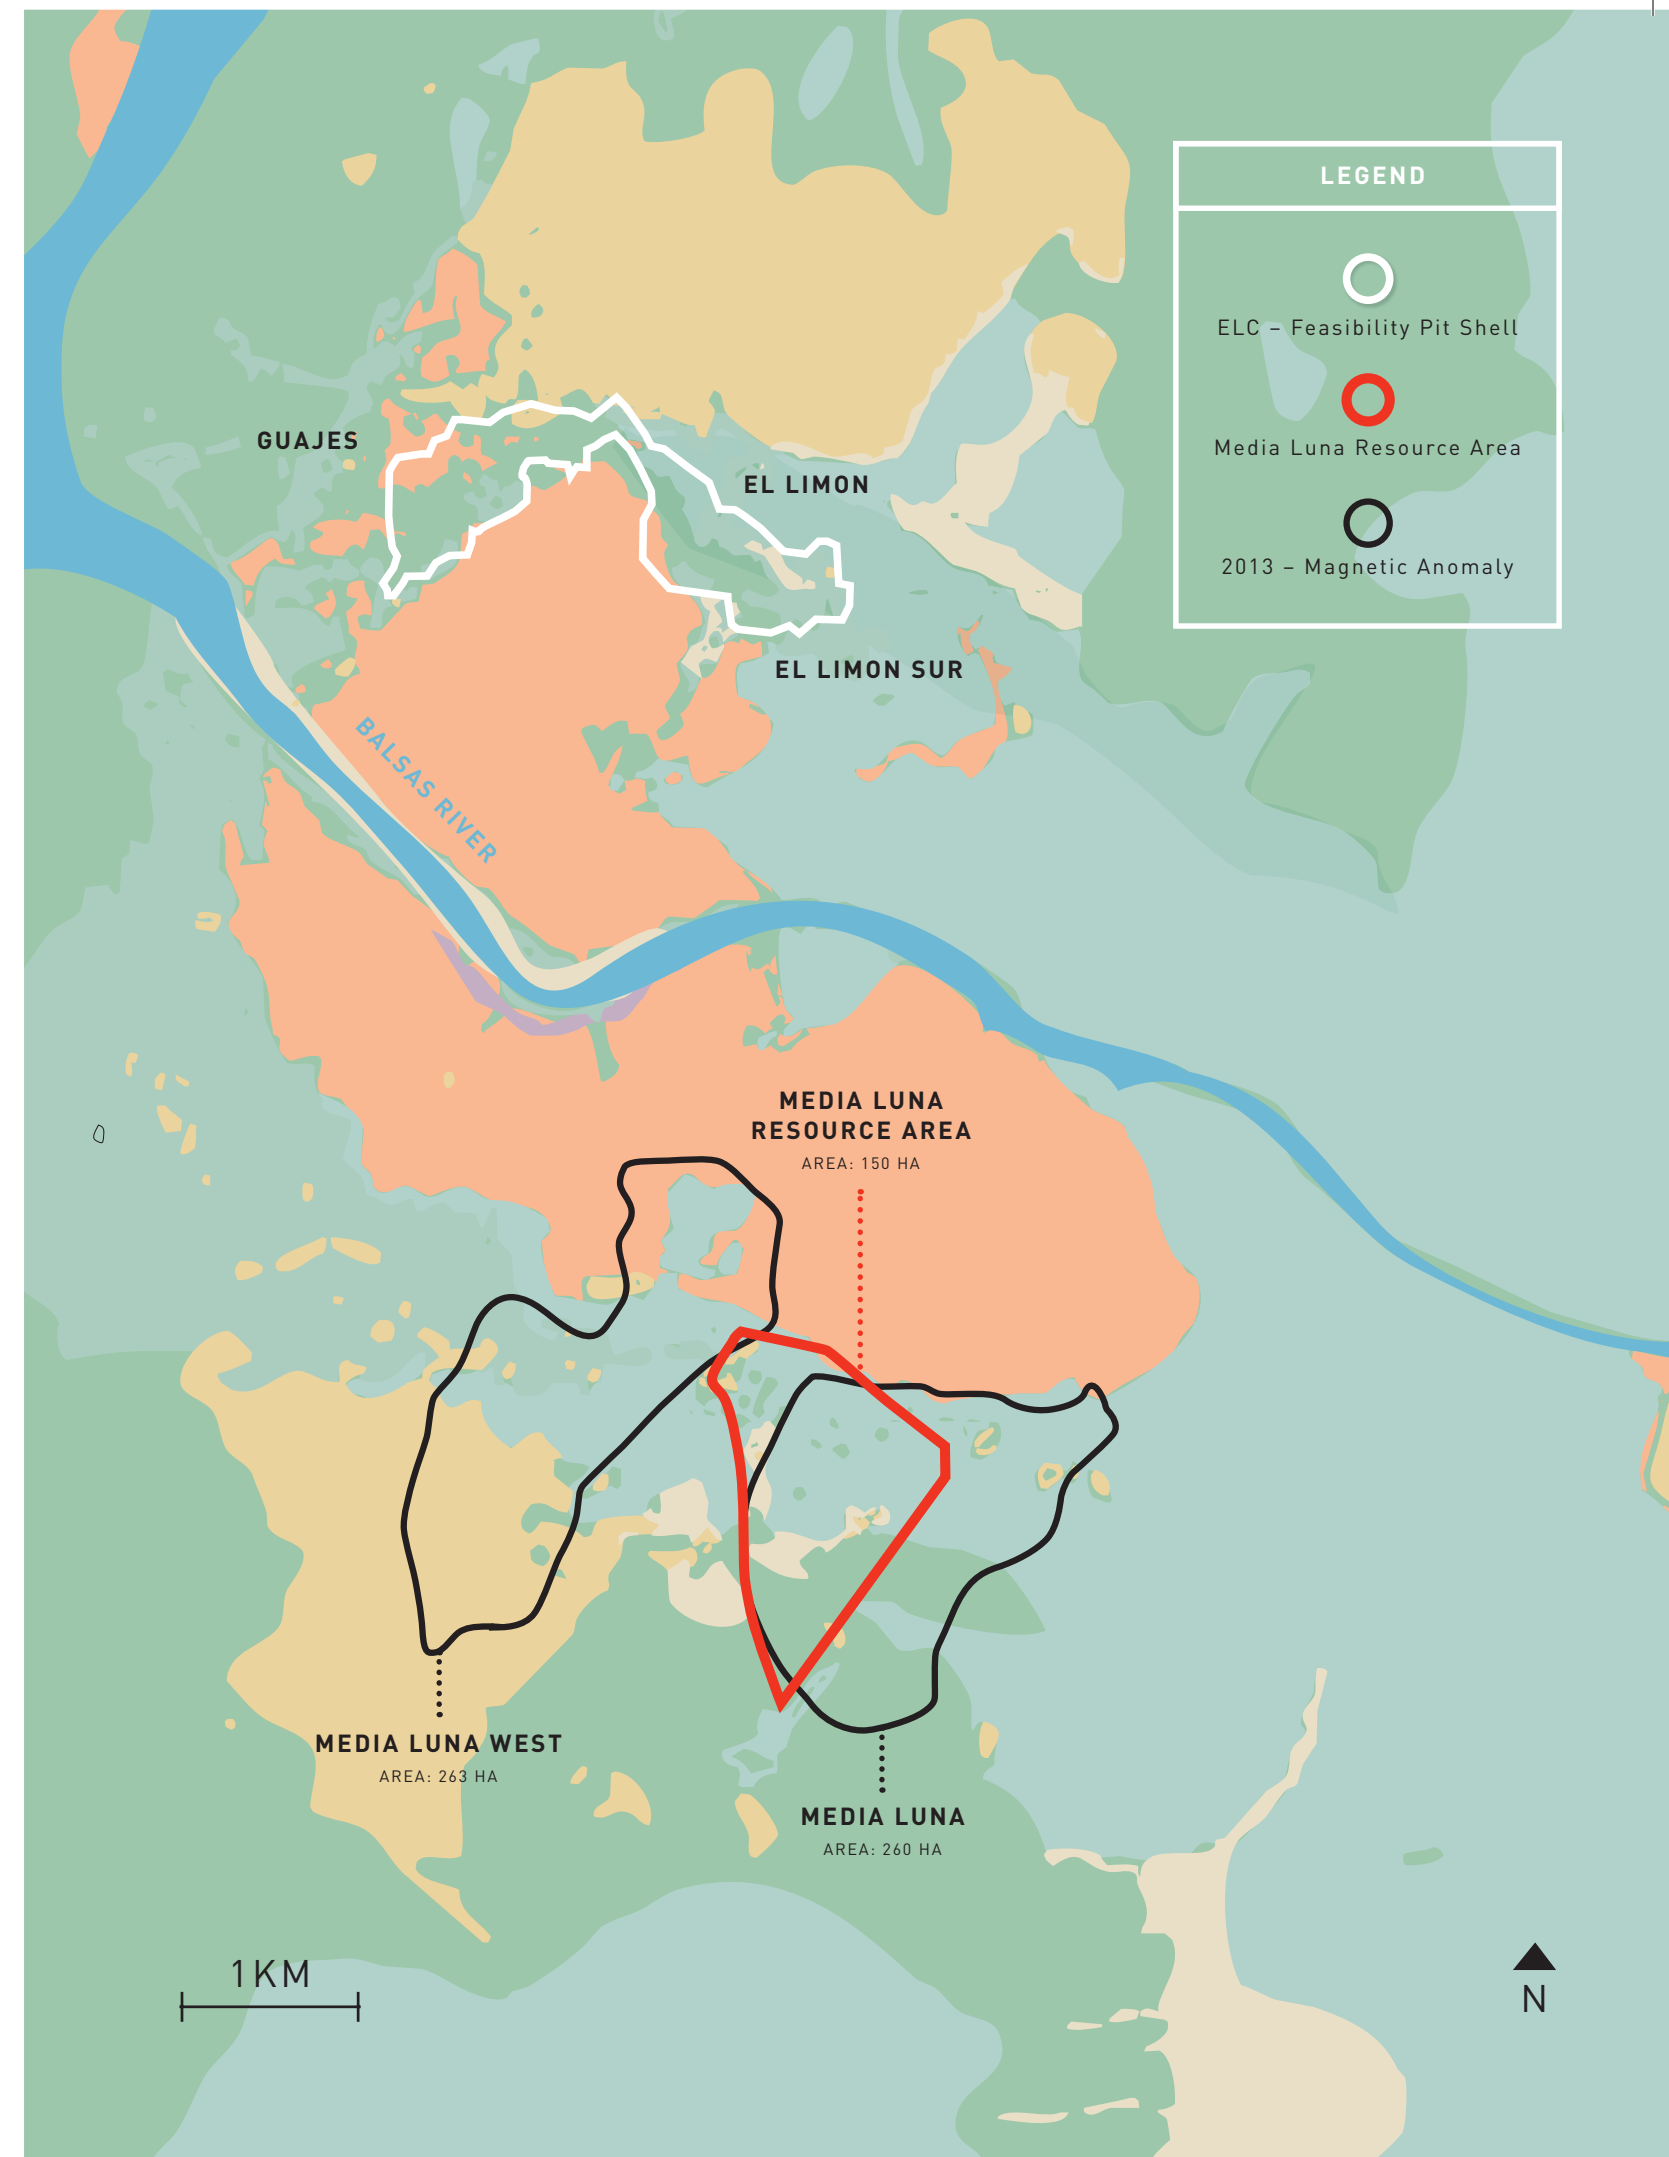 LEGEND
ELC – Feasibility Pit Shell
Media Luna Resource Area
2013 – Magnetic Anomaly
GUAJES
EL LIMON
EL LIMON SUR
BALSAS RIVER
MEDIA LUNA
RESOURCE AREA
AREA: 150 HA
MEDIA LUNA WEST
AREA: 263 HA
MEDIA LUNA
AREA: 260 HA
1KM
N